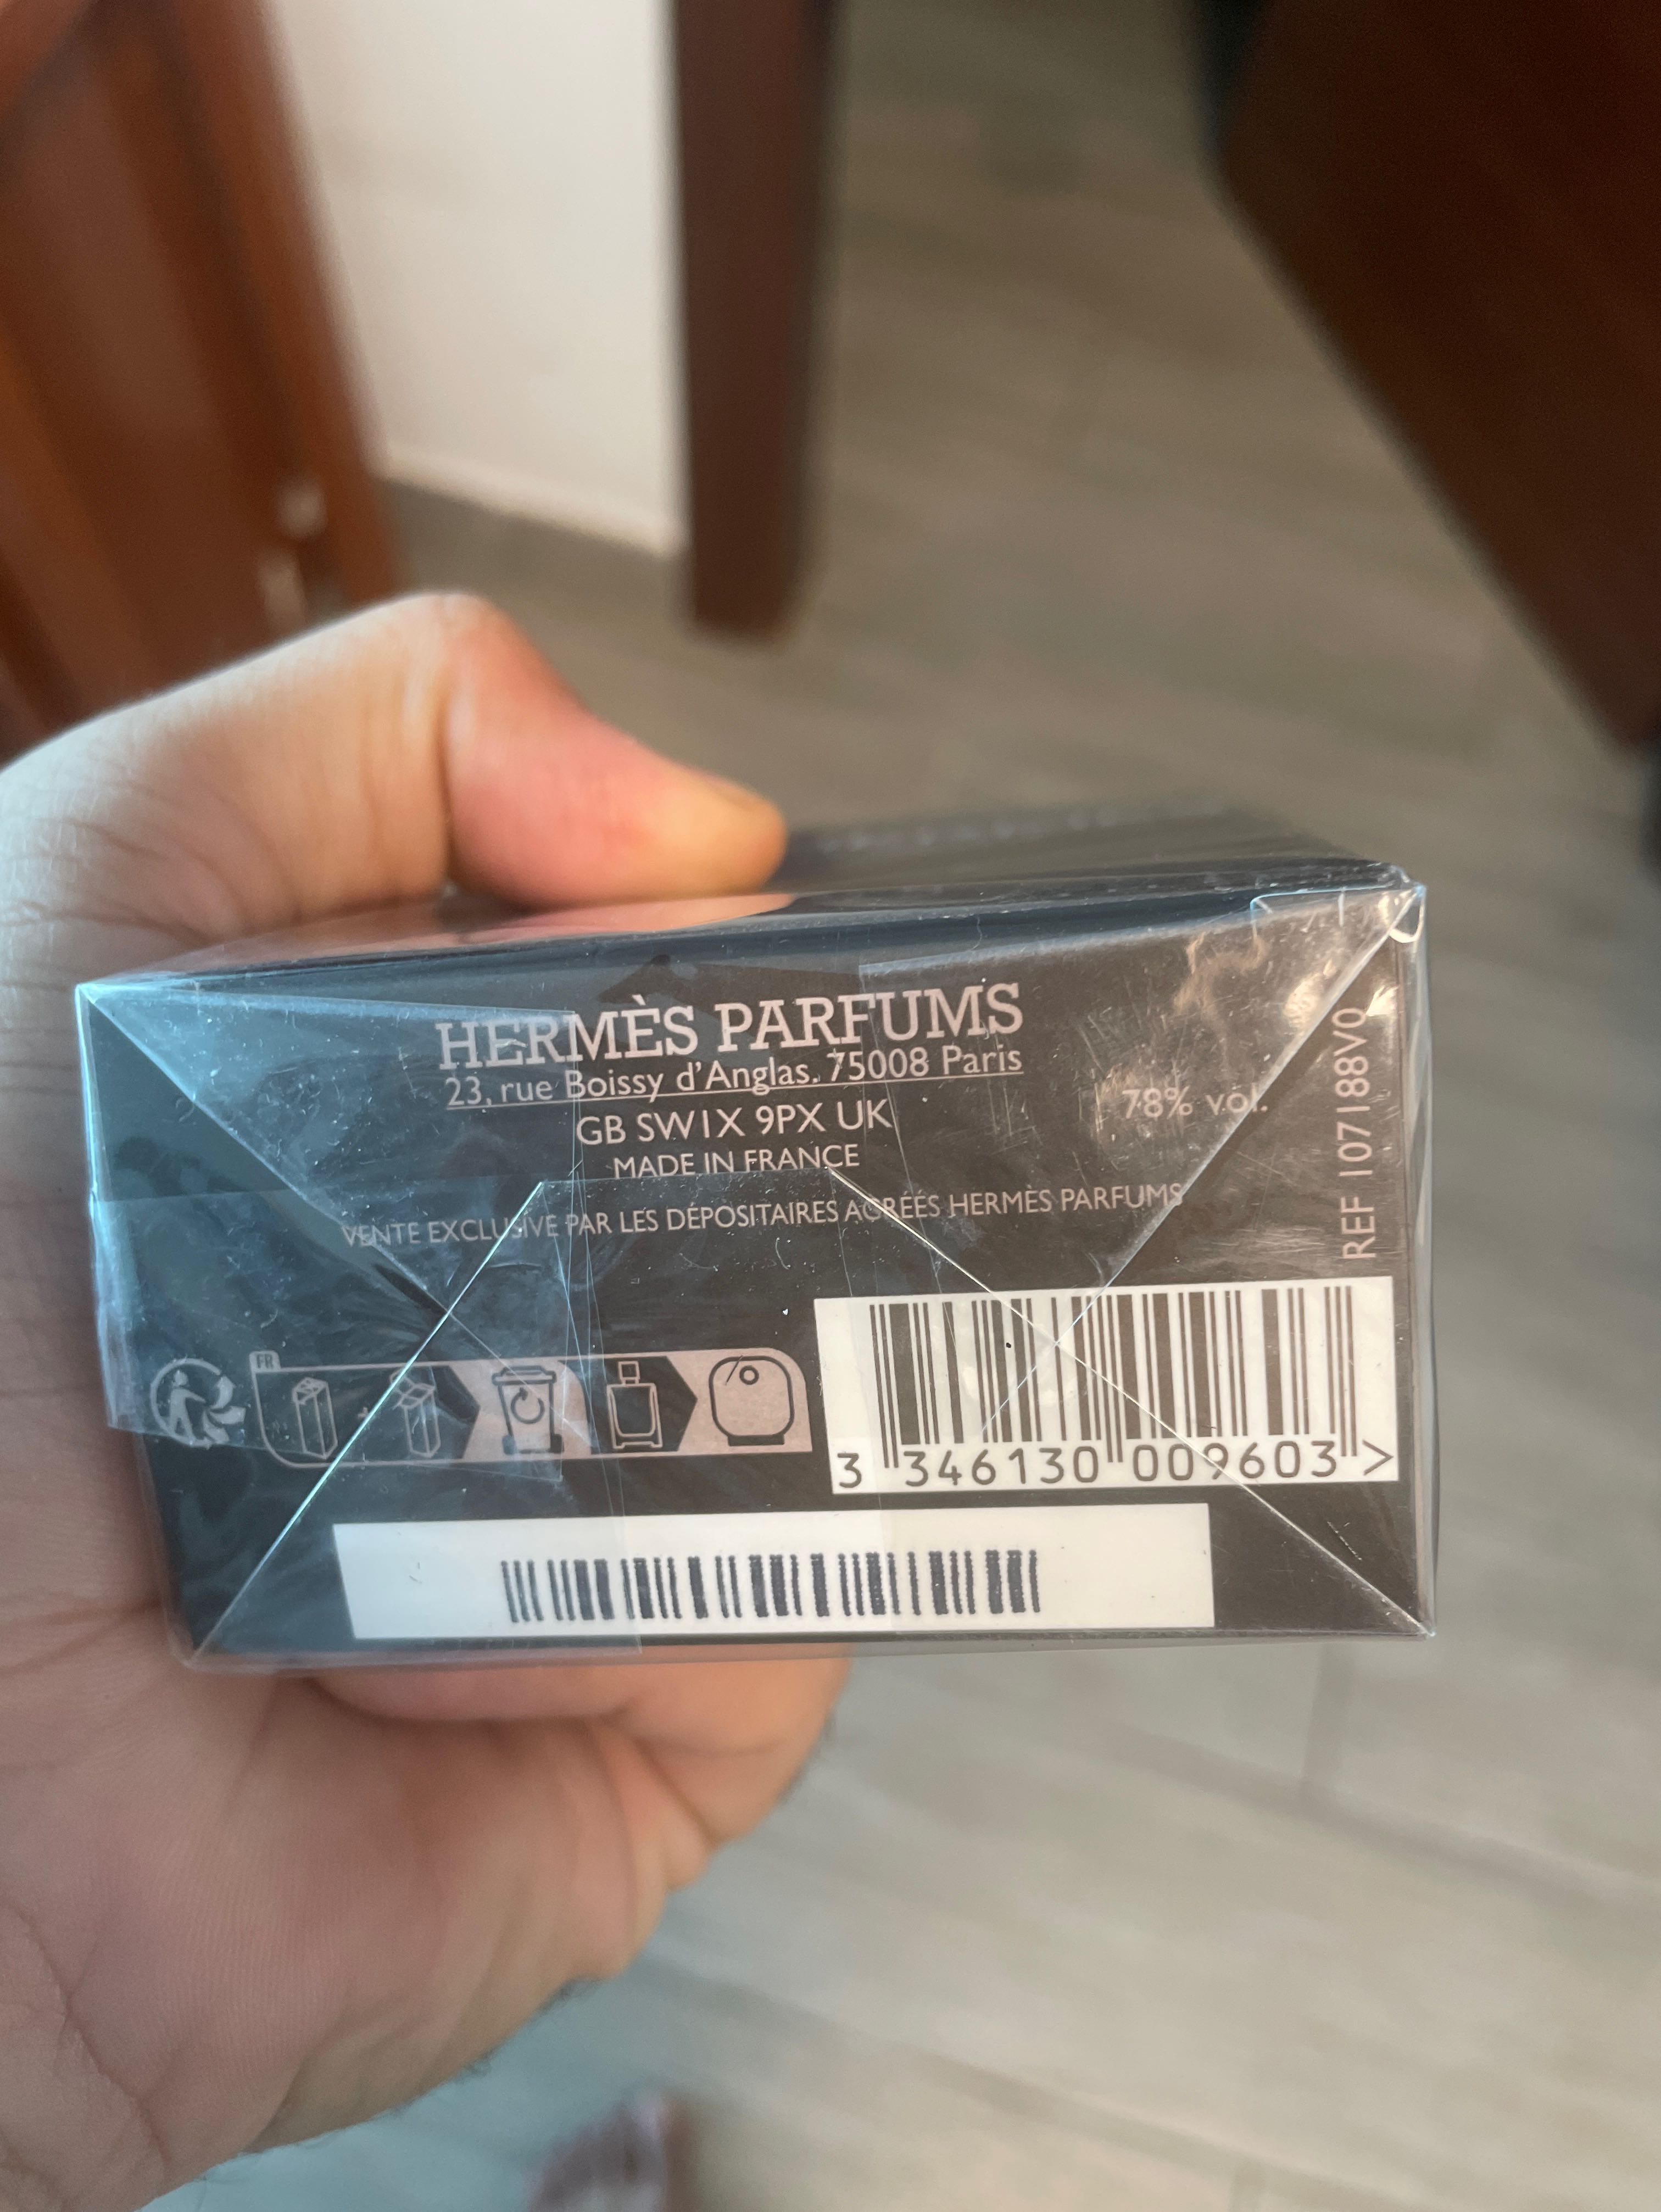 HERMÈS PARFUMS
23, rue Boissy d'Anglas. 75008 Paris
GB SW1X 9PX UK
MADE IN FRANCE
78% vol.
VENTE EXCLUSIVE PAR LES DÉPOSITAIRES AGRÉÉS HERMÈS PARFUMS
REF 107188V0
FR
3 346130 009603 >